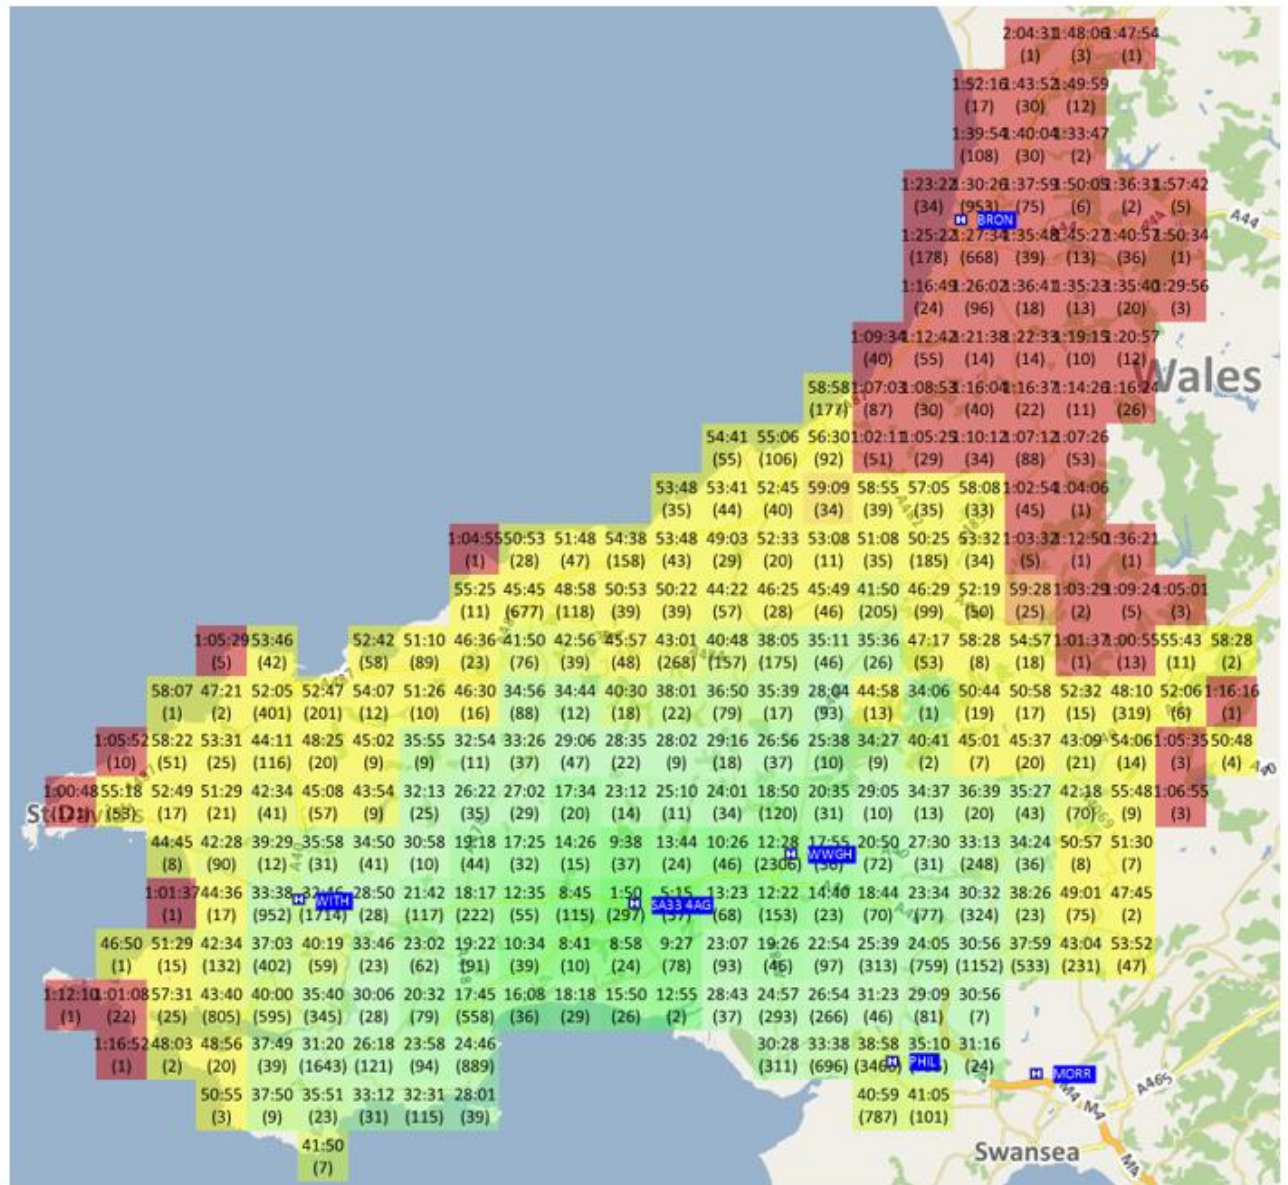 2:04:31 1:48:06 1:47:54
(1) (3) (1)
1:52:16 1:43:52 1:49:59
(17) (30) (12)
1:39:54 1:40:04 1:33:47
(108) (30) (2)
1:23:22 1:30:26 1:37:59 1:50:05 1:36:31 1:57:42
(34) (953) (75) (6) (2) (5)
BRON A44 A44
1:25:22 1:27:34 1:35:48 1:45:27 1:40:57 1:50:34
(178) (668) (39) (13) (36) (1)
1:16:49 1:26:02 1:36:41 1:35:23 1:35:40 1:29:56
(24) (96) (18) (13) (20) (3)
1:09:34 1:12:42 1:21:38 1:22:33 1:19:15 1:20:57
(40) (55) (14) (14) (10) (12)
Wales
58:58 1:07:03 1:08:53 1:16:04 1:16:37 1:14:26 1:16:24
(177) (87) (30) (40) (22) (11) (26)
54:41 55:06 56:30 1:02:11 1:05:25 1:10:12 1:07:12 1:07:26
(55) (106) (92) (51) (29) (34) (88) (53)
53:48 53:41 52:45 59:09 58:55 57:05 58:08 1:02:54 1:04:06
(35) (44) (40) (34) (39) (35) (33) (45) (1)
1:04:55 50:53 51:48 54:38 53:48 49:03 52:33 53:08 51:08 50:25 53:32 1:03:32 1:12:50 1:36:21
(1) (28) (47) (158) (43) (29) (20) (11) (35) (185) (34) (5) (1) (1)
55:25 45:45 48:58 50:53 50:22 44:22 46:25 45:49 41:50 46:29 52:19 59:28 1:03:29 1:09:24 1:05:01
(11) (677) (118) (39) (39) (57) (28) (46) (205) (99) (50) (25) (2) (5) (3)
1:05:29 53:46 52:42 51:10 46:36 41:50 42:56 45:57 43:01 40:48 38:05 35:11 35:36 47:17 58:28 54:57 1:01:37 1:00:55 55:43 58:28
(5) (42) (58) (89) (23) (76) (39) (48) (268) (157) (175) (46) (26) (53) (8) (18) (1) (13) (11) (2)
58:07 47:21 52:05 52:47 54:07 51:26 46:30 34:56 34:44 40:30 38:01 36:50 35:39 28:04 44:58 34:06 50:44 50:58 52:32 48:10 52:06 1:16:16
(1) (2) (401) (201) (12) (10) (16) (88) (12) (18) (22) (79) (17) (93) (13) (1) (19) (17) (15) (319) (6) (1)
1:05:52 58:22 53:31 44:11 48:25 45:02 35:55 32:54 33:26 29:06 28:35 28:02 29:16 26:56 25:38 34:27 40:41 45:01 45:37 43:09 54:06 1:05:35 50:48
(10) (51) (25) (116) (20) (9) (9) (11) (37) (47) (22) (9) (18) (37) (10) (9) (2) (7) (20) (21) (14) (3) (4)
1:00:48 55:18 52:49 51:29 42:34 45:08 43:54 32:13 26:22 27:02 17:34 23:12 25:10 24:01 18:50 20:35 29:05 34:37 36:39 35:27 42:18 55:48 1:06:55
(121) (53) (17) (21) (41) (57) (9) (25) (35) (29) (20) (14) (11) (34) (120) (31) (10) (13) (20) (43) (70) (9) (3)
44:45 42:28 39:29 35:58 34:50 30:58 19:18 17:25 14:26 9:38 13:44 10:26 12:28 17:55 20:50 27:30 33:13 34:24 50:57 51:30
WWGH
(8) (90) (12) (31) (41) (10) (44) (32) (15) (37) (24) (46) (2306) (72) (31) (248) (36) (8) (7)
1:01:37 44:36 33:38 32:46 28:50 21:42 18:17 12:35 8:45 1:50 5:15 13:23 12:22 14:40 18:44 23:34 30:32 38:26 49:01 47:45
WITH SA33 4AG
(1) (17) (952) (1714) (28) (117) (222) (55) (115) (297) (68) (153) (23) (70) (77) (324) (23) (75) (2)
46:50 51:29 42:34 37:03 40:19 33:46 23:02 19:22 10:34 8:41 8:58 9:27 23:07 19:26 22:54 25:39 24:05 30:56 37:59 43:04 53:52
(1) (15) (132) (402) (59) (23) (62) (91) (39) (10) (24) (78) (93) (46) (97) (313) (759) (1152) (533) (231) (47)
1:12:10 1:01:08 57:31 43:40 40:00 35:40 30:06 20:32 17:45 16:08 18:18 15:50 12:55 28:43 24:57 26:54 31:23 29:09 30:56
(1) (22) (25) (805) (595) (345) (28) (79) (558) (36) (29) (26) (2) (37) (293) (266) (46) (81) (7)
1:16:52 48:03 48:56 37:49 31:20 26:18 23:58 24:46 30:28 33:38 38:58 35:10 31:16
(1) (2) (20) (39) (1643) (121) (94) (889) (311) (696) PHIL (24) MORR
A465
50:55 37:50 35:51 33:12 32:31 28:01 40:59 41:05 M4 M4
(3) (9) (23) (31) (115) (39) (787) (101)
41:50 Swansea
(7) M4